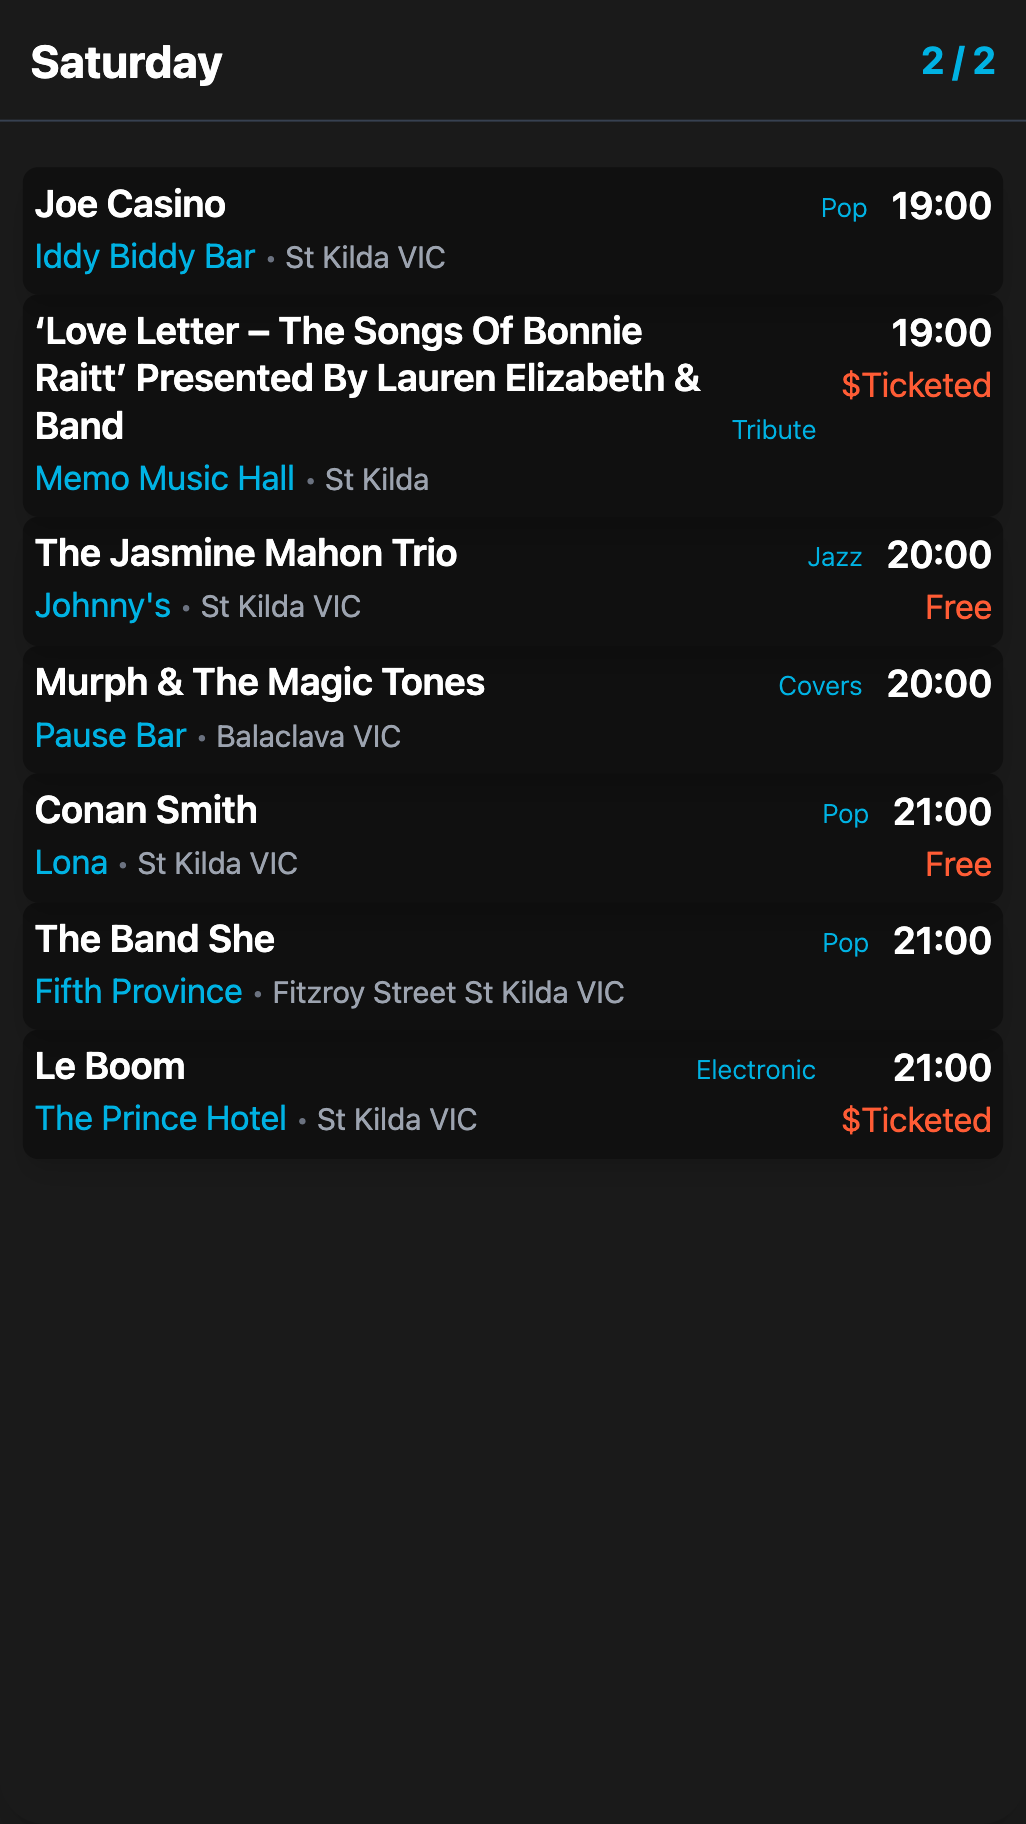 Saturday 2 / 2
Joe Casino Pop 19:00
Iddy Biddy Bar • St Kilda VIC
‘Love Letter – The Songs Of Bonnie 19:00
Raitt’ Presented By Lauren Elizabeth & $Ticketed
Band Tribute
Memo Music Hall • St Kilda
The Jasmine Mahon Trio Jazz 20:00
Johnny's • St Kilda VIC Free
Murph & The Magic Tones Covers 20:00
Pause Bar • Balaclava VIC
Conan Smith Pop 21:00
Lona • St Kilda VIC Free
The Band She Pop 21:00
Fifth Province • Fitzroy Street St Kilda VIC
Le Boom Electronic 21:00
The Prince Hotel • St Kilda VIC $Ticketed